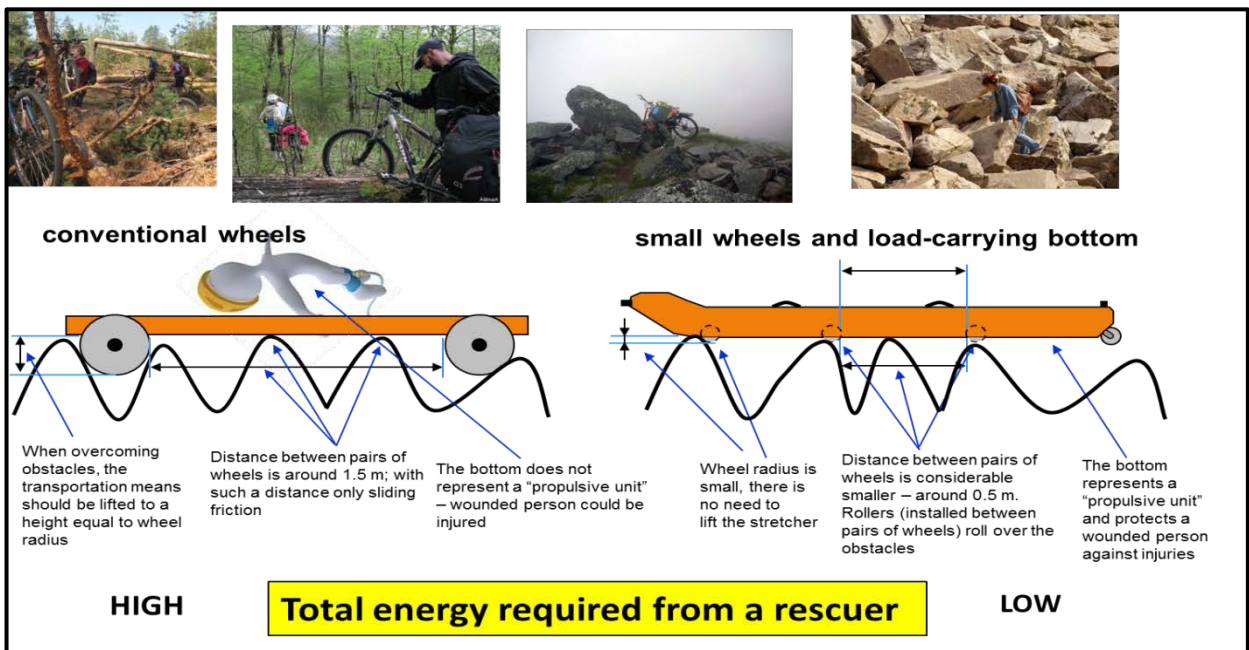 conventional wheels
small wheels and load-carrying bottom
When overcoming
obstacles, the
transportation means
should be lifted to a
height equal to wheel
radius
Distance between pairs of
wheels is around 1.5 m; with
such a distance only sliding
friction
The bottom does not
represent a “propulsive unit”
– wounded person could be
injured
Wheel radius is
small, there is
no need to
lift the stretcher
Distance between pairs of
wheels is considerable
smaller – around 0.5 m.
Rollers (installed between
pairs of wheels) roll over the
obstacles
The bottom
represents a
“propulsive unit”
and protects a
wounded person
against injuries
HIGH
Total energy required from a rescuer
LOW